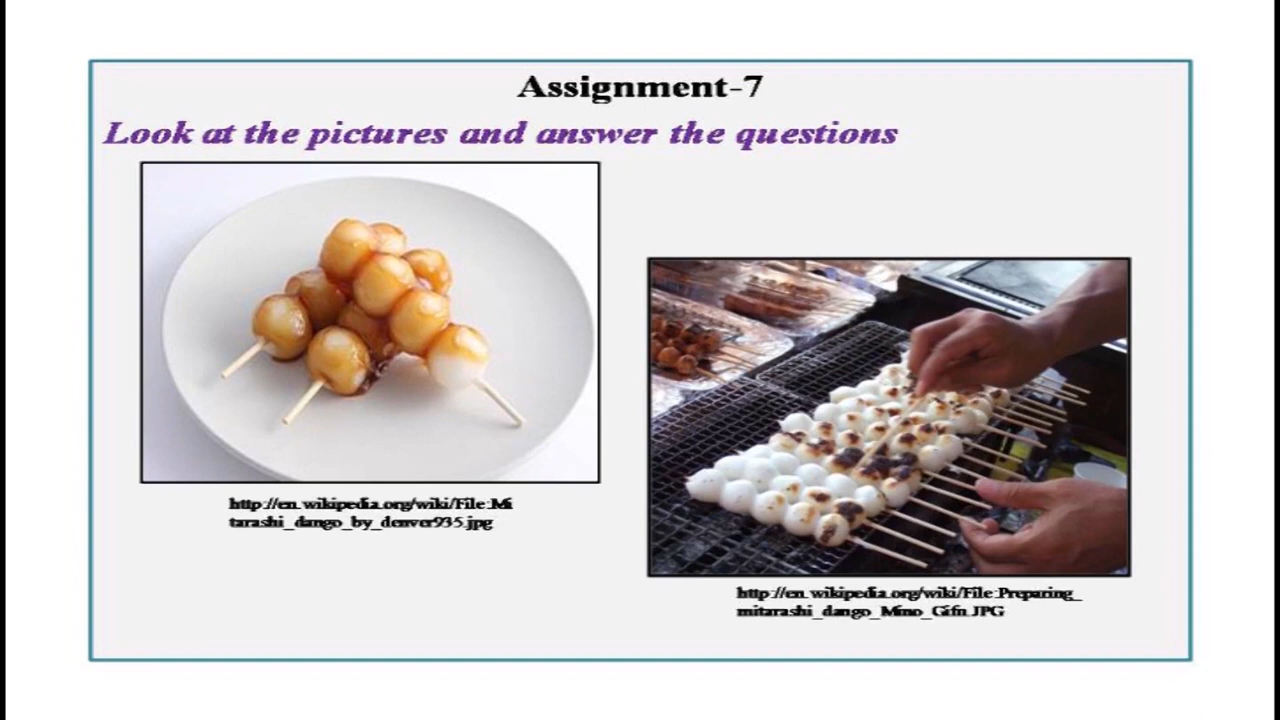 Assignment-7
Look at the pictures and answer the questions
http://en.wikipedia.org/wiki/File:Mi
tarashi_dango_by_denver935.jpg
http://en.wikipedia.org/wiki/File:Preparing_
mitarashi_dango_Mino_Gifu.JPG